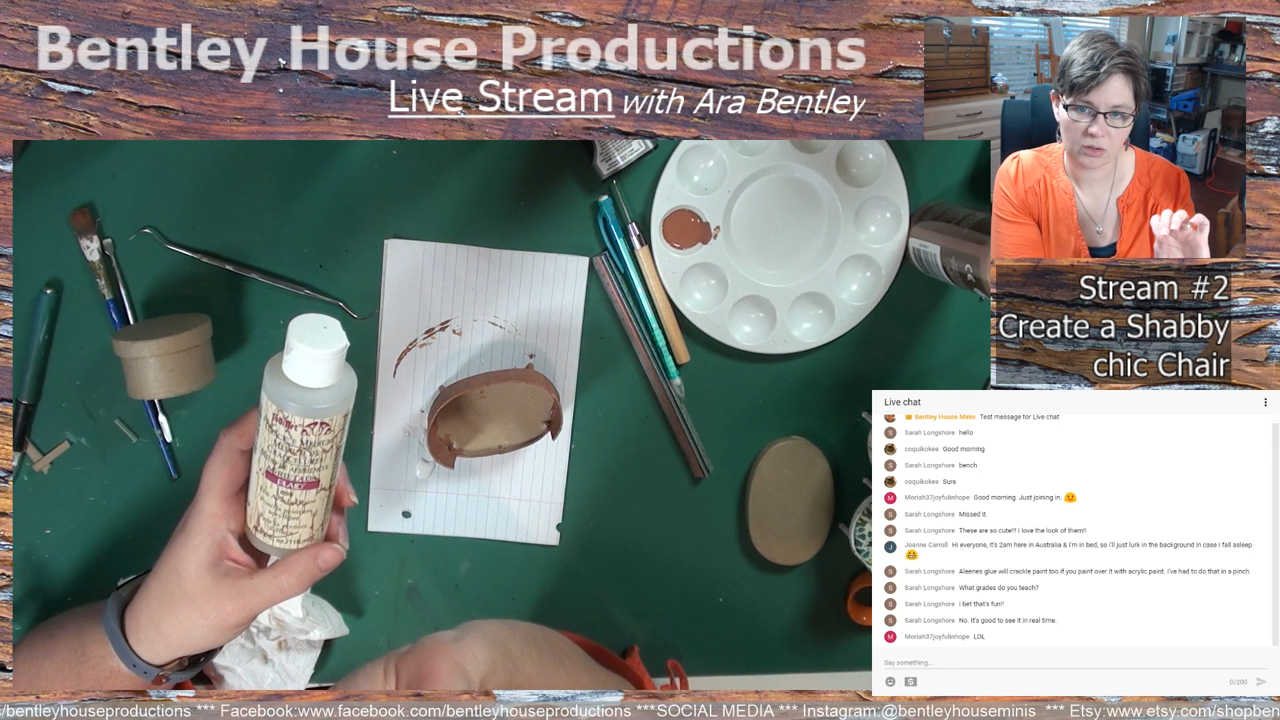 Bentley House Productions
Live Stream with Ara Bentley
Stream #2
Create a Shabby
chic Chair
PLAID
Live chat
Bentley House Minis Test message for Live chat
S Sarah Longshore hello
coquikokee Good morning
S Sarah Longshore bench
coquikokee Sure
M Moriah37joyfulinhope Good morning. Just joining in.
S Sarah Longshore Missed it.
S Sarah Longshore These are so cute!!! I love the look of them!!
J Joanne Carroll Hi everyone, it's 2am here in Australia & I'm in bed, so I'll just lurk in the background in case I fall asleep
S Sarah Longshore Aleenes glue will crackle paint too if you paint over it with acrylic paint. I've had to do that in a pinch.
S Sarah Longshore What grades do you teach?
S Sarah Longshore I bet that's fun!!
S Sarah Longshore No. It's good to see it in real time.
M Moriah37joyfulinhope LOL
Say something...
0/200
/bentleyhouseproductions *** Facebook:www.facebook.com/bentleyhouseproductions ***SOCIAL MEDIA *** Instagram:@bentleyhouseminis *** Etsy:www.etsy.com/shopben